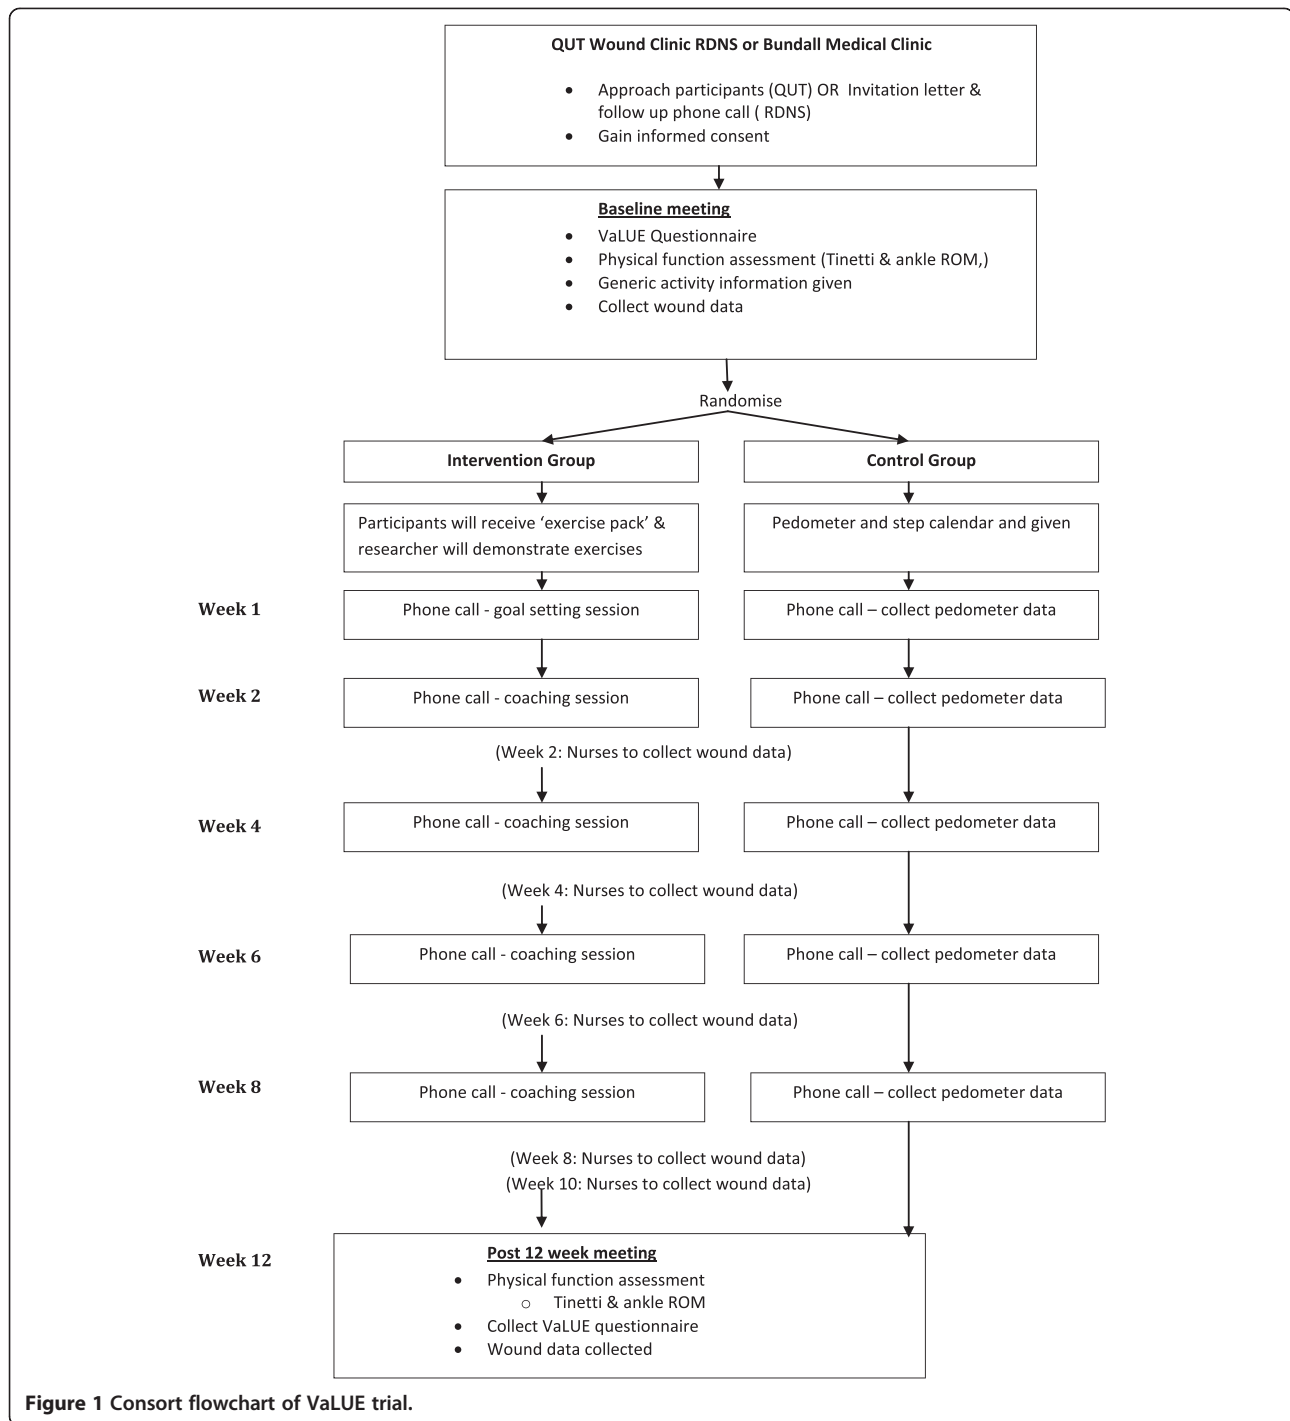 QUT Wound Clinic RDNS or Bundall Medical Clinic
• Approach participants (QUT) OR Invitation letter &
follow up phone call ( RDNS)
• Gain informed consent
Baseline meeting
• VaLUE Questionnaire
• Physical function assessment (Tinetti & ankle ROM,)
• Generic activity information given
• Collect wound data
Randomise
Intervention Group
Control Group
Participants will receive ‘exercise pack’ &
researcher will demonstrate exercises
Pedometer and step calendar and given
Week 1
Phone call - goal setting session
Phone call – collect pedometer data
Week 2
Phone call - coaching session
Phone call – collect pedometer data
(Week 2: Nurses to collect wound data)
Week 4
Phone call - coaching session
Phone call – collect pedometer data
(Week 4: Nurses to collect wound data)
Week 6
Phone call - coaching session
Phone call – collect pedometer data
(Week 6: Nurses to collect wound data)
Week 8
Phone call - coaching session
Phone call – collect pedometer data
(Week 8: Nurses to collect wound data)
(Week 10: Nurses to collect wound data)
Week 12
Post 12 week meeting
• Physical function assessment
○ Tinetti & ankle ROM
• Collect VaLUE questionnaire
• Wound data collected
Figure 1 Consort flowchart of VaLUE trial.